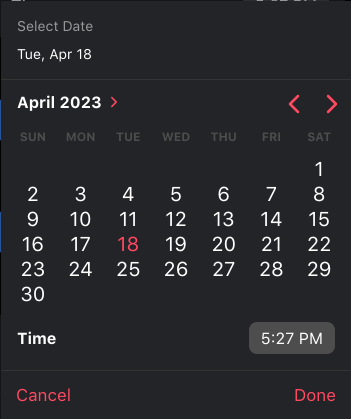 Select Date
Tue, Apr 18
April 2023
SUN MON TUE WED THU FRI SAT
1
2 3 4 5 6 7 8
9 10 11 12 13 14 15
16 17 18 19 20 21 22
23 24 25 26 27 28 29
30
Time 5:27 PM
Cancel Done